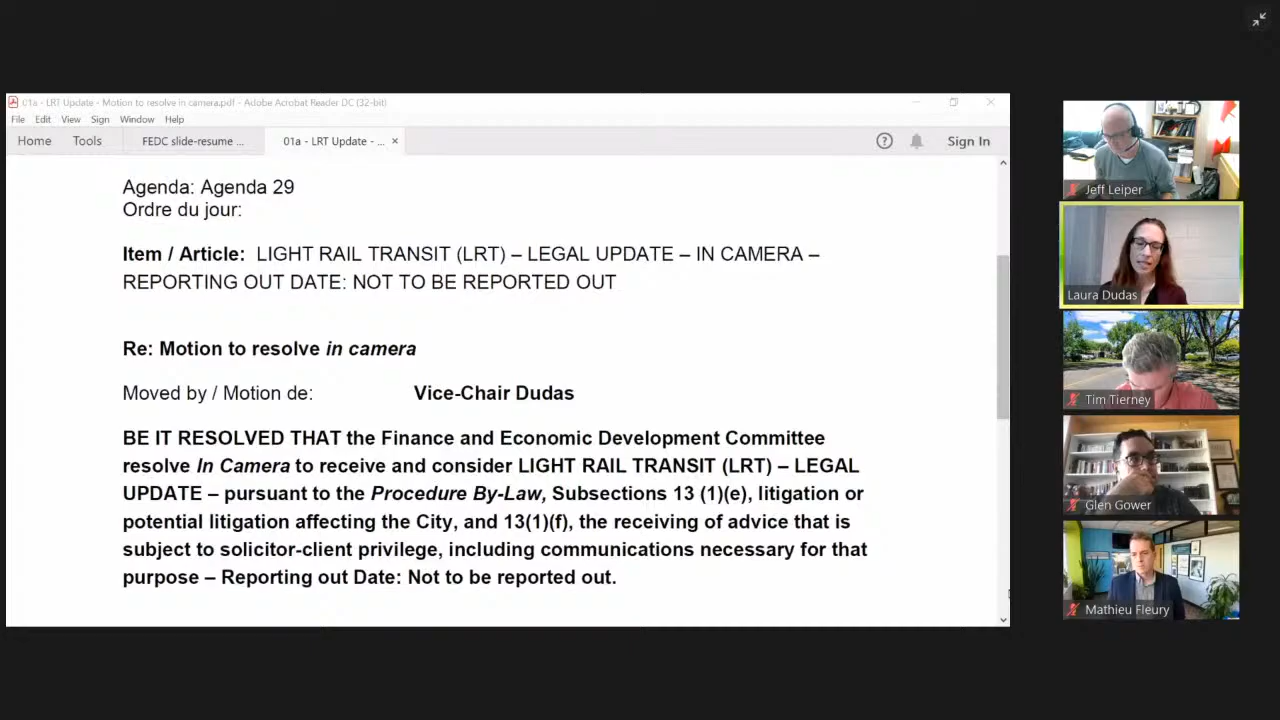 01a - LRT Update - Motion to resolve in camera.pdf - Adobe Acrobat Reader DC (32-bit)
File Edit View Sign Window Help
Home Tools FEDC slide-resume ... 01a - LRT Update - ... × Sign In
Agenda: Agenda 29
Ordre du jour:
Item / Article: LIGHT RAIL TRANSIT (LRT) – LEGAL UPDATE – IN CAMERA –
REPORTING OUT DATE: NOT TO BE REPORTED OUT
Re: Motion to resolve in camera
Moved by / Motion de: Vice-Chair Dudas
BE IT RESOLVED THAT the Finance and Economic Development Committee
resolve In Camera to receive and consider LIGHT RAIL TRANSIT (LRT) – LEGAL
UPDATE – pursuant to the Procedure By-Law, Subsections 13 (1)(e), litigation or
potential litigation affecting the City, and 13(1)(f), the receiving of advice that is
subject to solicitor-client privilege, including communications necessary for that
purpose – Reporting out Date: Not to be reported out.
Jeff Leiper
Laura Dudas
Tim Tierney
Glen Gower
Mathieu Fleury